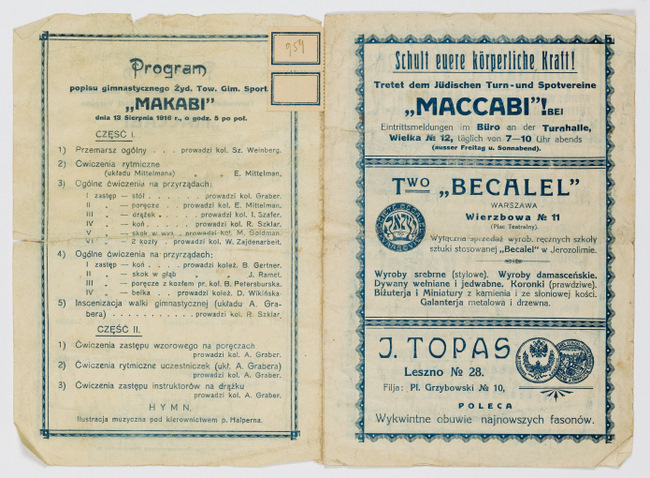 959
Program
popisu gimnastycznego Żyd. Tow. Gim. Sport.
„MAKABI"
dnia 13 Sierpnia 1916 r., o godz. 5 po poł.
CZĘŚĆ I.
1) Przemarsz ogólny . . . prowadzi kol. Sz. Weinberg.
2) Ćwiczenia rytmiczne
(układu Mittelmana) „ „ E. Mittelman.
3) Ogólne ćwiczenia na przyrządach:
I zastęp — stół . . . . . prowadzi kol. Graber.
II „ — poręcze . . prowadzi kol. E. Mittelman.
III „ — drążek . . . . prowadzi kol. I. Szafer.
IV „ — koń . . . . . prowadzi kol. R. Szklar.
V „ — skok w wzw. prowadzi kol. M. Goldman.
VI „ — 2 kozły . prowadzi kol. W. Zajdenarbeit.
4) Ogólne ćwiczenia na przyrządach:
I zastęp — koń . . . prowadzi koleż. B. Gertner.
II „ — skok w głąb „ „ J. Ramet.
III „ — poręcze z kozłem pr. kol. B. Petersburska.
IV „ — belka . . prowadzi koleż. D. Wikińska.
5) Inscenizacja walki gimnastycznej (układu A. Gra-
bera) . . . . . . . . . . prowadzi kol. R. Szklar.
CZĘŚĆ II.
1) Ćwiczenia zastępu wzorowego na poręczach
prowadzi kol. A. Graber.
2) Ćwiczenia rytmiczne uczestniczek (ukł. A. Grabera)
prowadzi kol. A. Graber.
3) Ćwiczenia zastępu instruktorów na drążku
prowadzi kol. A. Graber.
HYMN.
Ilustracja muzyczna pod kierownictwem p. Halperna.
Schult euere körperliche Kraft!
Tretet dem Jüdischen Turn-und Spotvereine
„MACCABI"! BEI
Eintrittsmeldungen im Büro an der Turnhalle,
Wielka № 12, täglich von 7—10 Uhr abends
(ausser Freitag u. Sonnabend).
Two „BECALEL"
WARSZAWA
Wierzbowa № 11
(Plac Teatralny).
Wyłączna sprzedaż wyrob. ręcznych szkoły
sztuki stosowanej „Becalel" w Jerozolimie.
Wyroby srebrne (stylowe). Wyroby damasceńskie.
Dywany wełniane i jedwabne. Koronki (prawdziwe).
Biżuterja i Miniatury z kamienia i ze słoniowej kości.
Galanterja metalowa i drzewna.
J. TOPAS
Leszno № 28.
Filja: Pl. Grzybowski № 10,
POLECA
Wykwintne obuwie najnowszych fasonów.